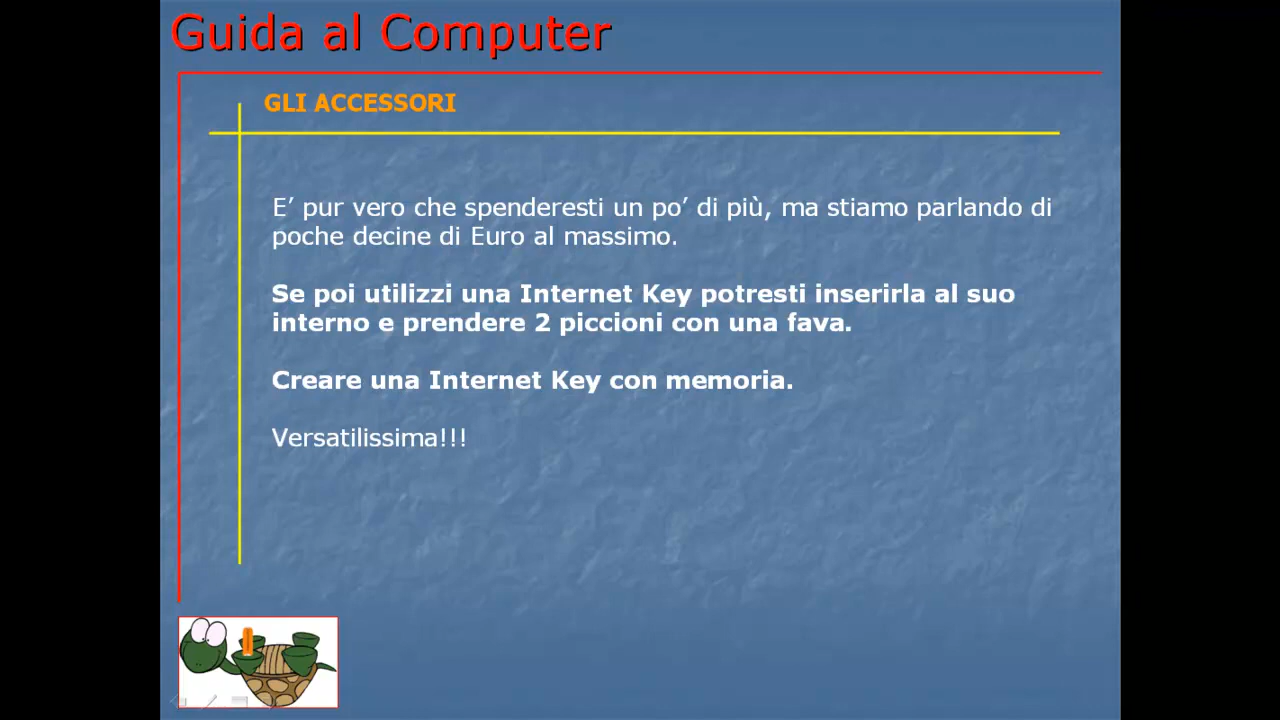 Guida al Computer
GLI ACCESSORI
E’ pur vero che spenderesti un po’ di più, ma stiamo parlando di
poche decine di Euro al massimo.
Se poi utilizzi una Internet Key potresti inserirla al suo
interno e prendere 2 piccioni con una fava.
Creare una Internet Key con memoria.
Versatilissima!!!